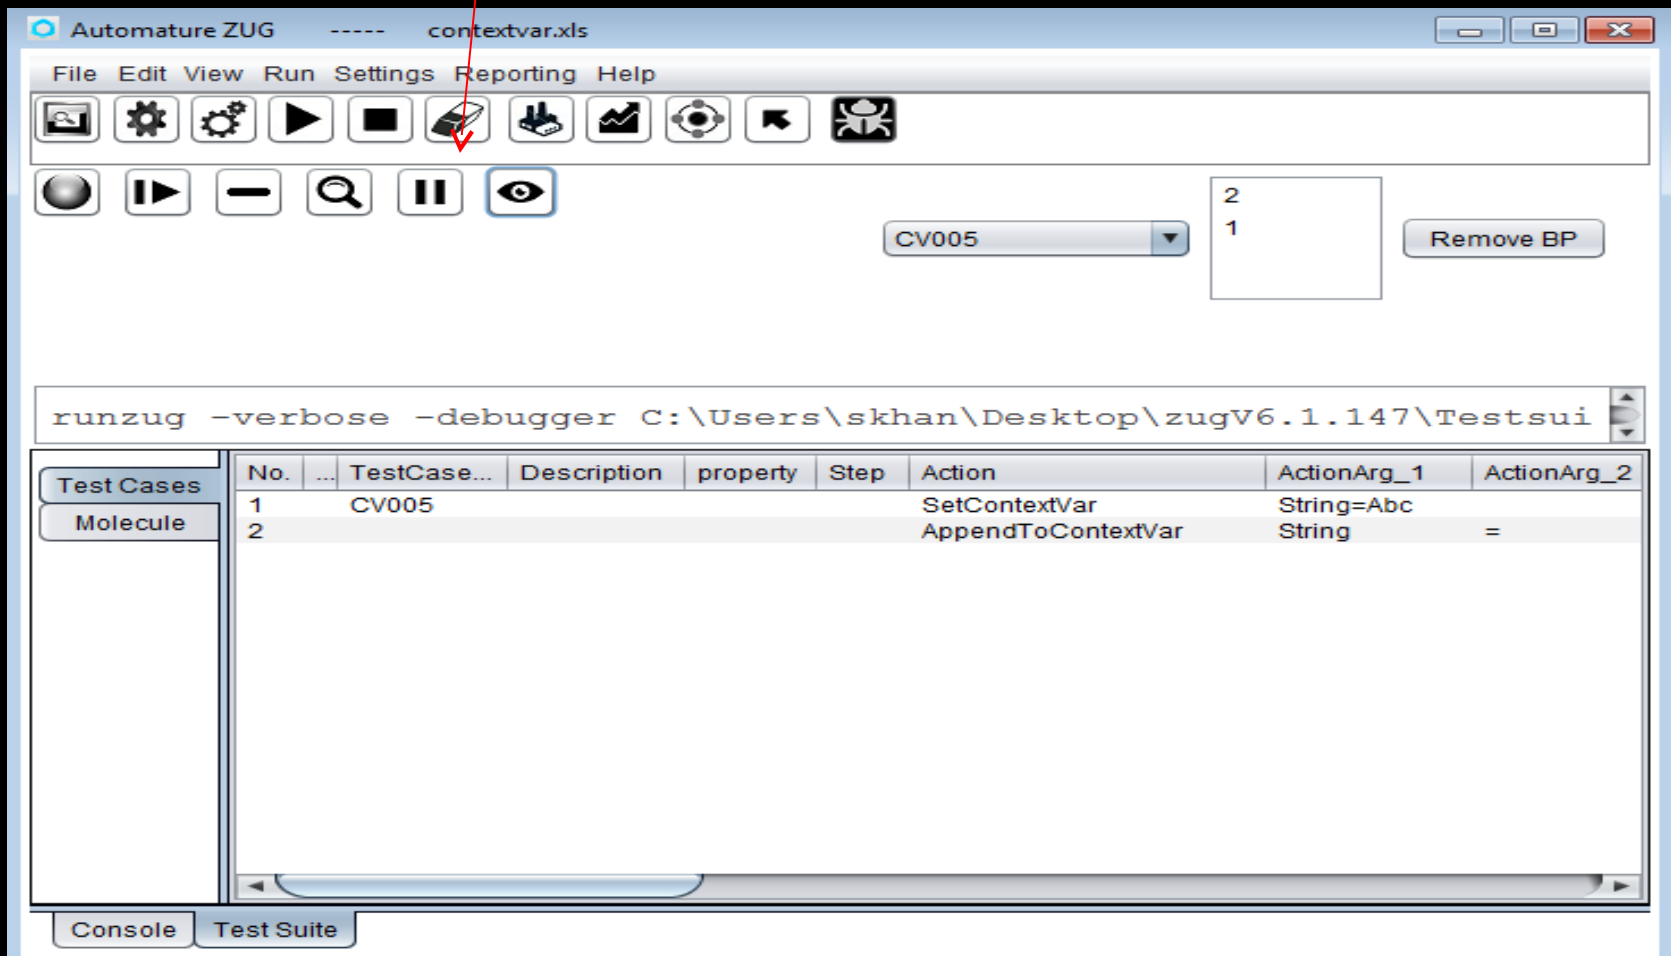 Automature ZUG ----- contextvar.xls
File Edit View Run Settings Reporting Help
2
CV005 1 Remove BP
runzug -verbose -debugger C:\Users\skhan\Desktop\zugV6.1.147\Testsui
Test Cases
Molecule
No. ... TestCase... Description property Step Action ActionArg_1 ActionArg_2
1 CV005 SetContextVar String=Abc
2 AppendToContextVar String =
Console Test Suite